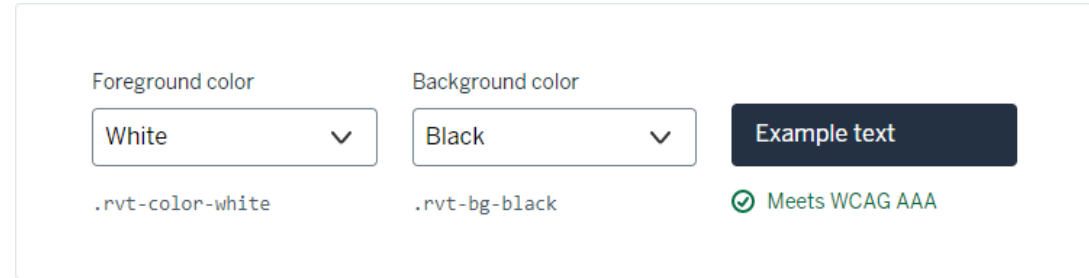 Foreground color
Background color
White
Black
Example text
.rvt-color-white
.rvt-bg-black
Meets WCAG AAA